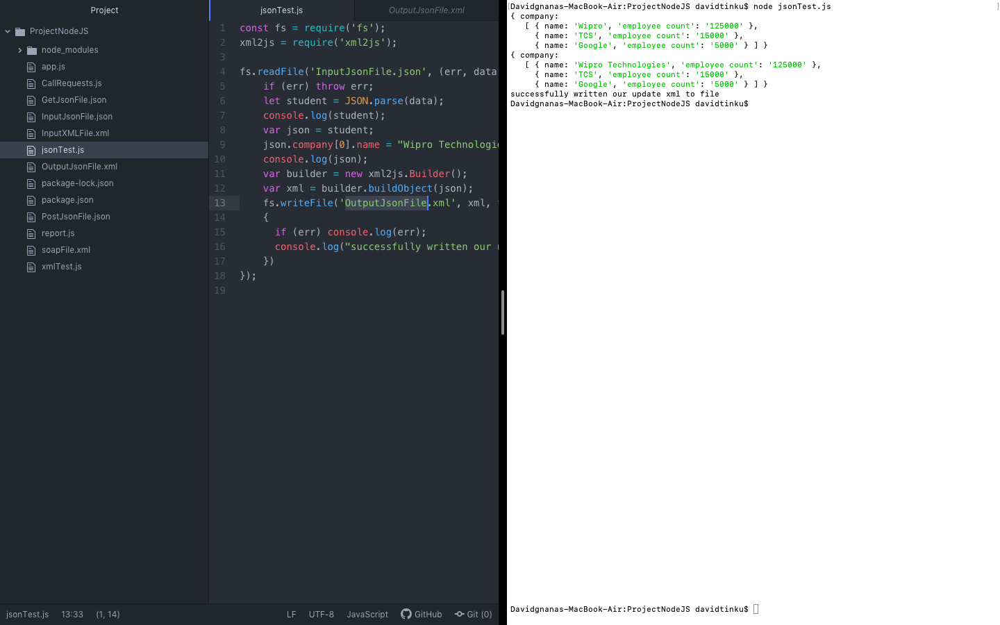 Project
ProjectNodeJS
node_modules
app.js
CallRequests.js
GetJsonFile.json
InputJsonFile.json
InputXMLFile.xml
jsonTest.js
OutputJsonFile.xml
package-lock.json
package.json
PostJsonFile.json
report.js
soapFile.xml
xmlTest.js
jsonTest.js
OutputJsonFile.xml
1 const fs = require('fs');
2 xml2js = require('xml2js');
3
4 fs.readFile('InputJsonFile.json', (err, data
5 if (err) throw err;
6 let student = JSON.parse(data);
7 console.log(student);
8 var json = student;
9 json.company[0].name = "Wipro Technologie
10 console.log(json);
11 var builder = new xml2js.Builder();
12 var xml = builder.buildObject(json);
13 fs.writeFile('OutputJsonFile.xml', xml,
14 {
15 if (err) console.log(err);
16 console.log("successfully written our
17 })
18 });
19
jsonTest.js 13:33 (1, 14) LF UTF-8 JavaScript GitHub Git (0)
[Davidgnanas-MacBook-Air:ProjectNodeJS davidtinku$ node jsonTest.js ]
{ company:
[ { name: 'Wipro', 'employee count': '125000' },
{ name: 'TCS', 'employee count': '15000' },
{ name: 'Google', 'employee count': '5000' } ] }
{ company:
[ { name: 'Wipro Technologies', 'employee count': '125000' },
{ name: 'TCS', 'employee count': '15000' },
{ name: 'Google', 'employee count': '5000' } ] }
successfully written our update xml to file
Davidgnanas-MacBook-Air:ProjectNodeJS davidtinku$
Davidgnanas-MacBook-Air:ProjectNodeJS davidtinku$